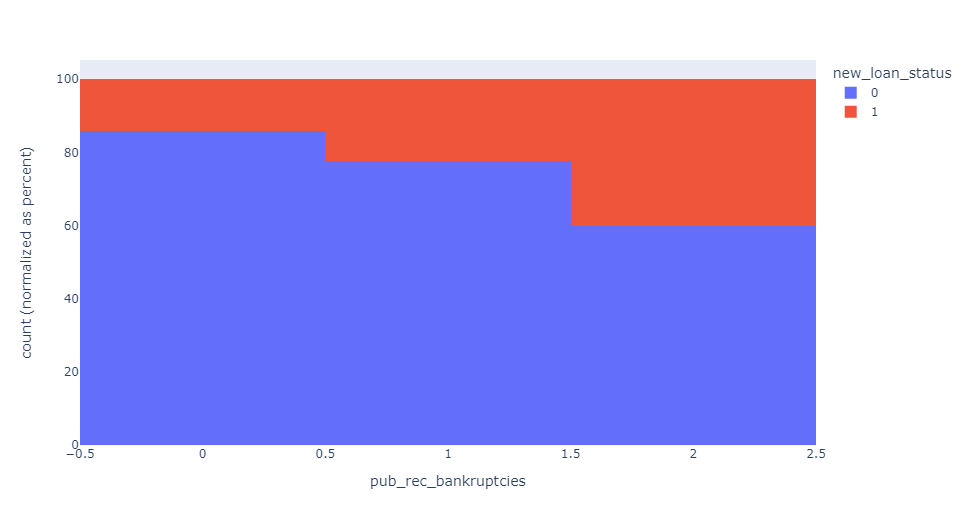 new_loan_status
0
1
100
80
60
40
20
0
count (normalized as percent)
−0.5 0 0.5 1 1.5 2 2.5
pub_rec_bankruptcies